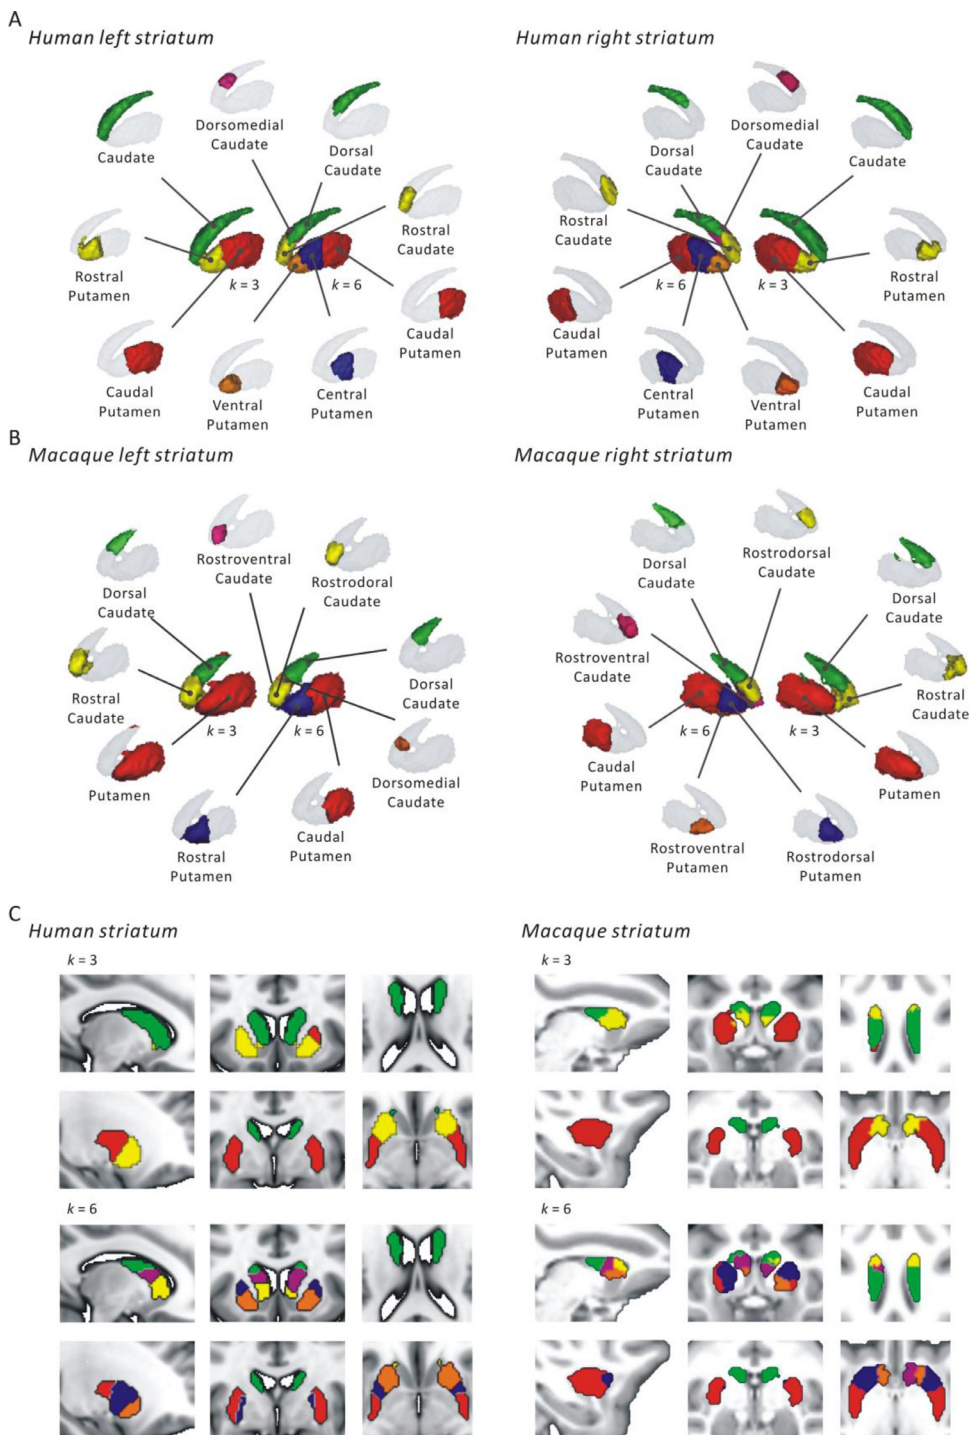 A
Human left striatum
Human right striatum
Dorsomedial
Caudate
Caudate
Dorsal
Caudate
Rostral
Caudate
Rostral
Putamen
k = 3
k = 6
Caudal
Putamen
Caudal
Putamen
Ventral
Putamen
Central
Putamen
Dorsal
Caudate
Dorsomedial
Caudate
Caudate
Rostral
Caudate
Rostral
Putamen
k = 6
k = 3
Caudal
Putamen
Central
Putamen
Ventral
Putamen
Caudal
Putamen
B
Macaque left striatum
Macaque right striatum
Rostroventral
Caudate
Rostrodoral
Caudate
Dorsal
Caudate
Rostral
Caudate
Dorsal
Caudate
k = 3
k = 6
Putamen
Dorsomedial
Caudate
Rostral
Putamen
Caudal
Putamen
Dorsal
Caudate
Rostrodorsal
Caudate
Dorsal
Caudate
Rostroventral
Caudate
Rostral
Caudate
k = 6
k = 3
Caudal
Putamen
Putamen
Rostroventral
Putamen
Rostrodorsal
Putamen
C
Human striatum
Macaque striatum
k = 3
k = 3
k = 6
k = 6